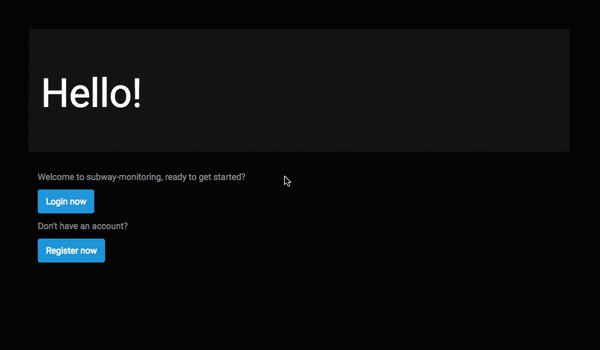 Hello!
Welcome to subway-monitoring, ready to get started?
Login now
Don't have an account?
Register now